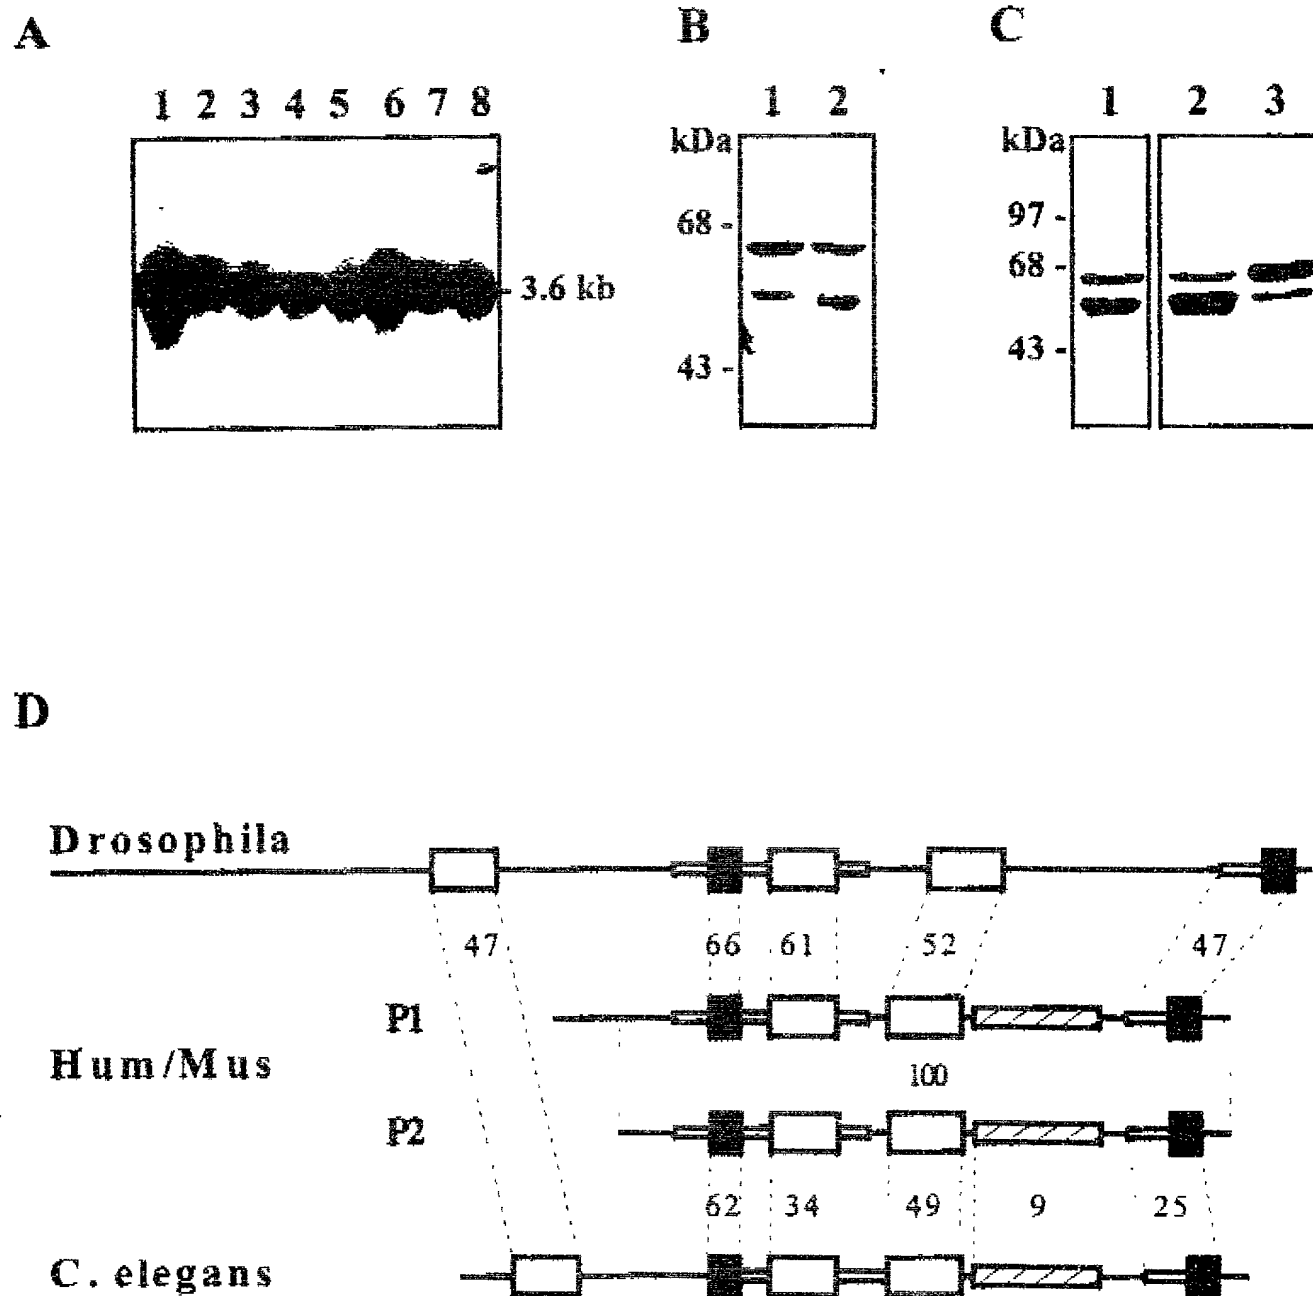 A
B
C
1 2 3 4 5 6 7 8
1 2
1 2 3
kDa
kDa
68 -
97 -
68 -
3.6 kb
43 -
43 -
D
Drosophila
47 66 61 52 47
P1
Hum/Mus
100
P2
62 34 49 9 25
C. elegans